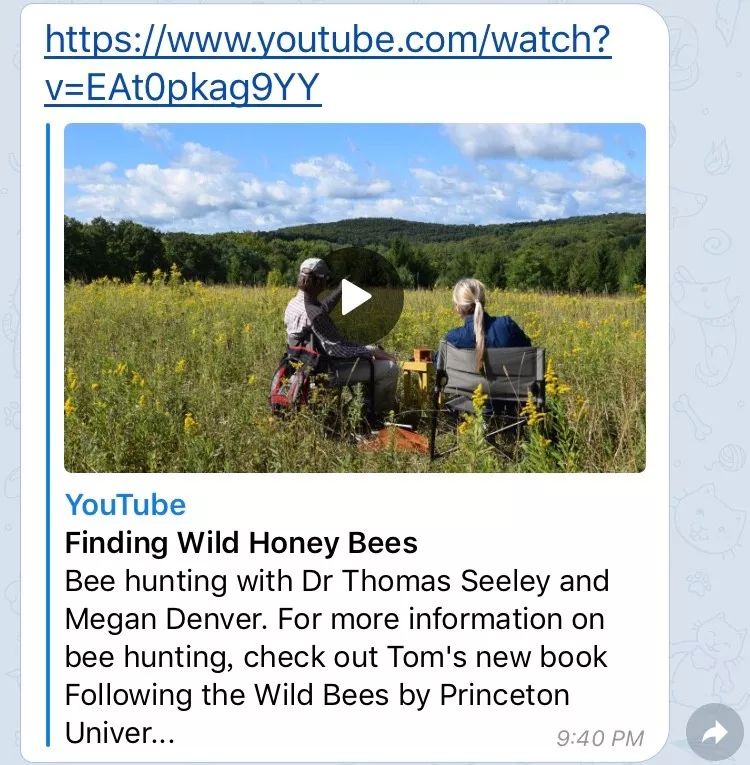 https://www.youtube.com/watch?
v=EAt0pkag9YY
YouTube
Finding Wild Honey Bees
Bee hunting with Dr Thomas Seeley and
Megan Denver. For more information on
bee hunting, check out Tom's new book
Following the Wild Bees by Princeton
Univer...
9:40 PM